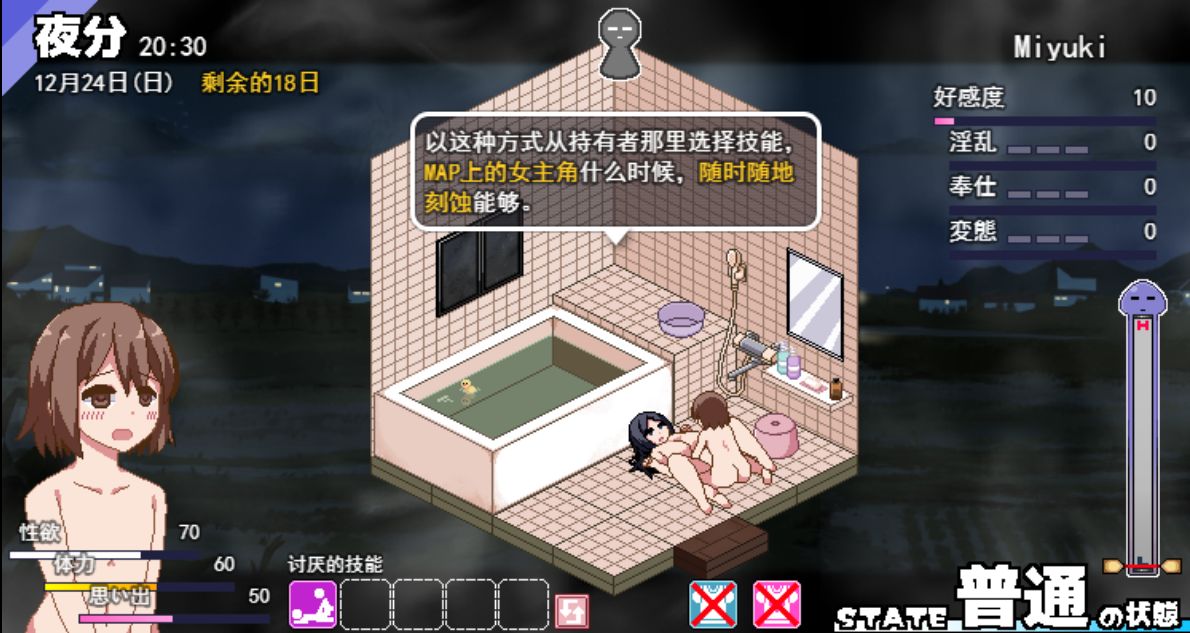 夜分 20:30
12月24日(日) 剩余的18日
Miyuki
好感度 10
淫乱 0
奉仕 0
変態 0
以这种方式从持有者那里选择技能，
MAP上的女主角什么时候，随时随地
刻蚀能够。
H
性欲 70
体力 60
思い出 50
讨厌的技能
L
STATE 普通の状態